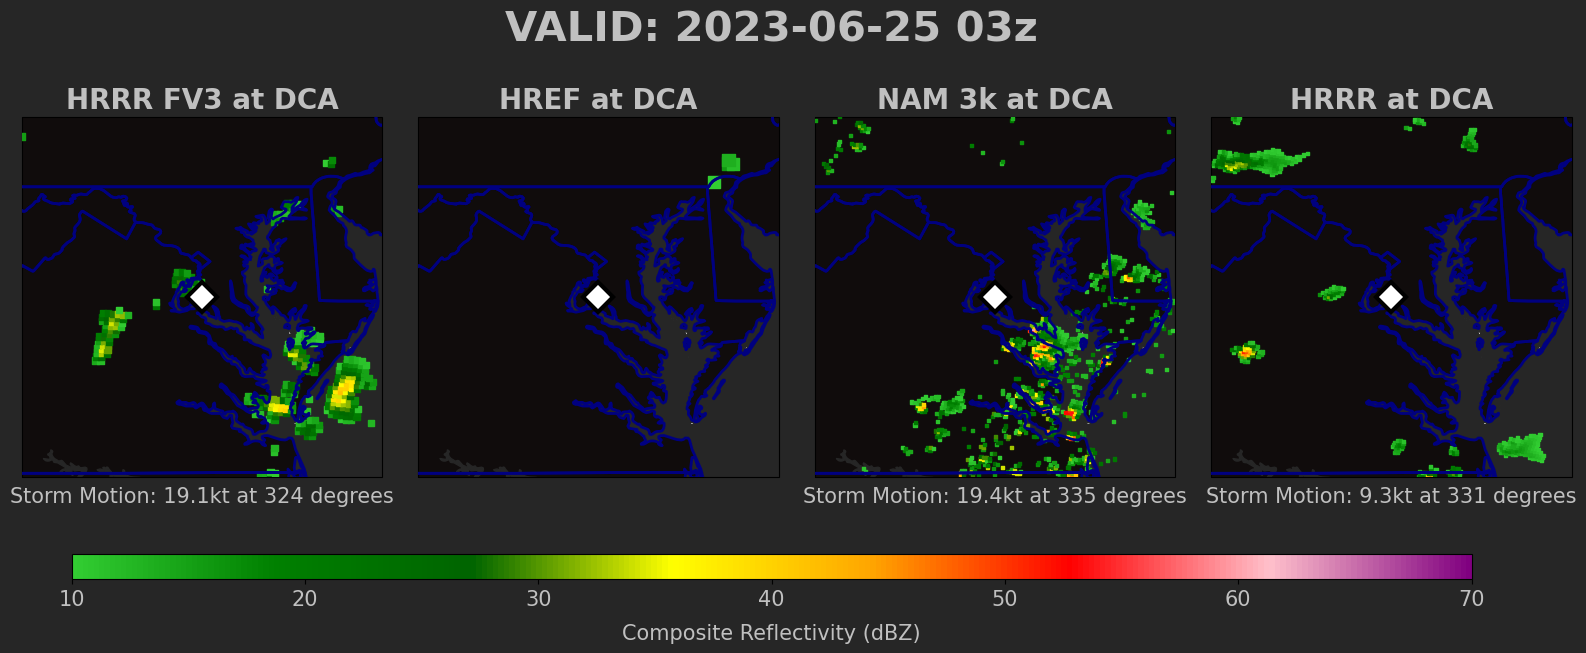 VALID: 2023-06-25 03z
HRRR FV3 at DCA
HREF at DCA
NAM 3k at DCA
HRRR at DCA
Storm Motion: 19.1kt at 324 degrees
Storm Motion: 19.4kt at 335 degrees
Storm Motion: 9.3kt at 331 degrees
10 20 30 40 50 60 70
Composite Reflectivity (dBZ)